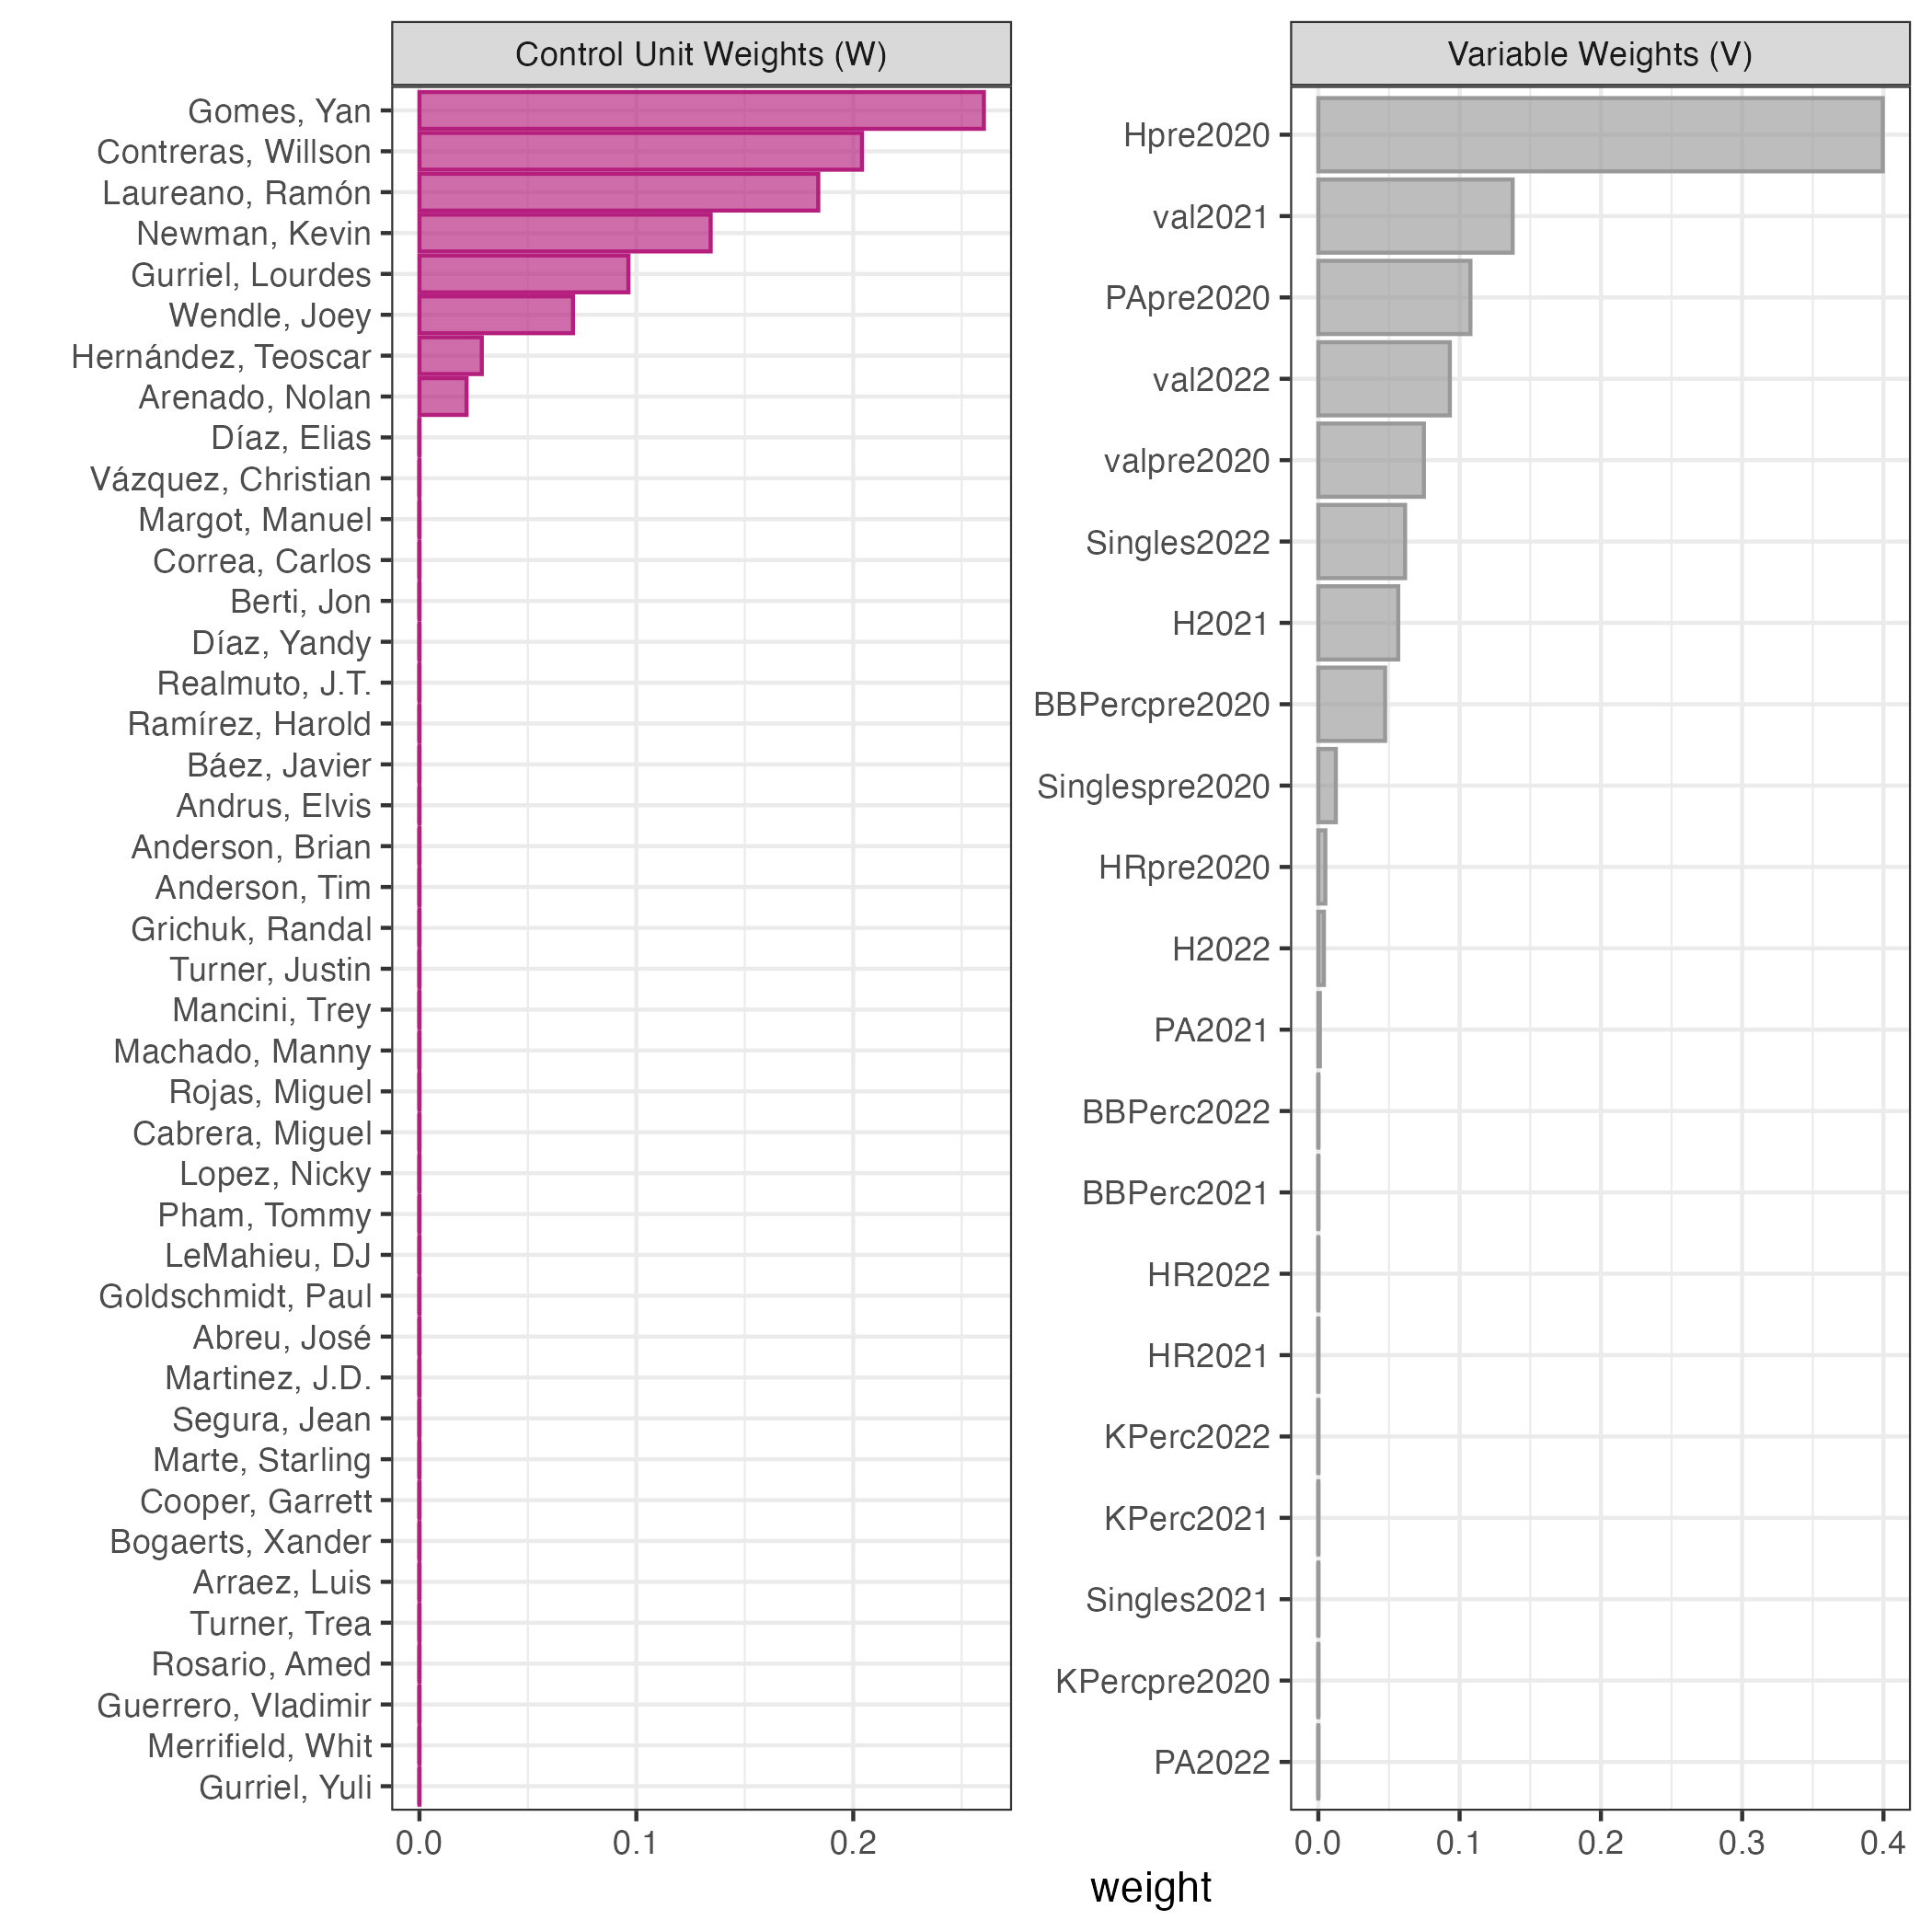 Control Unit Weights (W)
Gomes, Yan
Contreras, Willson
Laureano, Ramón
Newman, Kevin
Gurriel, Lourdes
Wendle, Joey
Hernández, Teoscar
Arenado, Nolan
Díaz, Elias
Vázquez, Christian
Margot, Manuel
Correa, Carlos
Berti, Jon
Díaz, Yandy
Realmuto, J.T.
Ramírez, Harold
Báez, Javier
Andrus, Elvis
Anderson, Brian
Anderson, Tim
Grichuk, Randal
Turner, Justin
Mancini, Trey
Machado, Manny
Rojas, Miguel
Cabrera, Miguel
Lopez, Nicky
Pham, Tommy
LeMahieu, DJ
Goldschmidt, Paul
Abreu, José
Martinez, J.D.
Segura, Jean
Marte, Starling
Cooper, Garrett
Bogaerts, Xander
Arraez, Luis
Turner, Trea
Rosario, Amed
Guerrero, Vladimir
Merrifield, Whit
Gurriel, Yuli
0.0 0.1 0.2
Variable Weights (V)
Hpre2020
val2021
PApre2020
val2022
valpre2020
Singles2022
H2021
BBPercpre2020
Singlespre2020
HRpre2020
H2022
PA2021
BBPerc2022
BBPerc2021
HR2022
HR2021
KPerc2022
KPerc2021
Singles2021
KPercpre2020
PA2022
0.0 0.1 0.2 0.3 0.4
weight